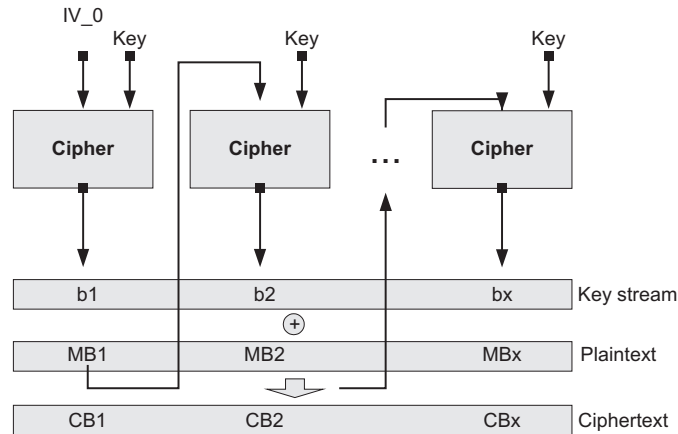 IV_0
Key Key Key
Cipher Cipher Cipher
...
b1 b2 bx Key stream
+
MB1 MB2 MBx Plaintext
CB1 CB2 CBx Ciphertext